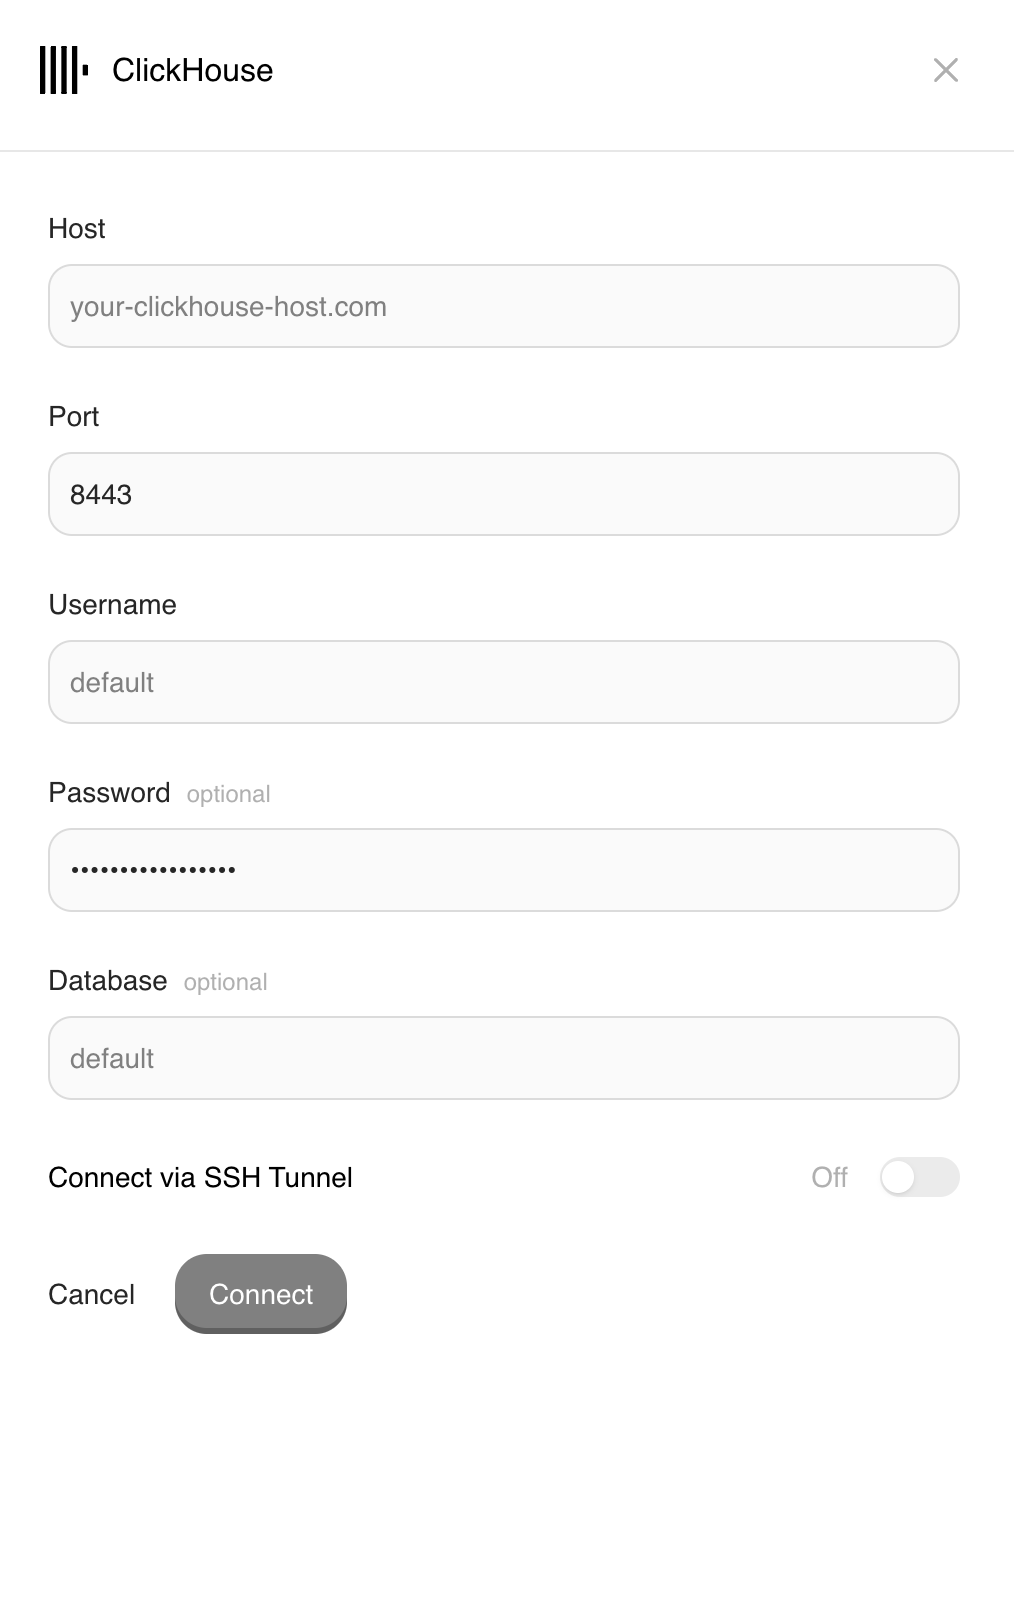 ClickHouse
Host
your-clickhouse-host.com
Port
8443
Username
default
Password optional
•••••••••••••••••
Database optional
default
Connect via SSH Tunnel Off
Cancel Connect